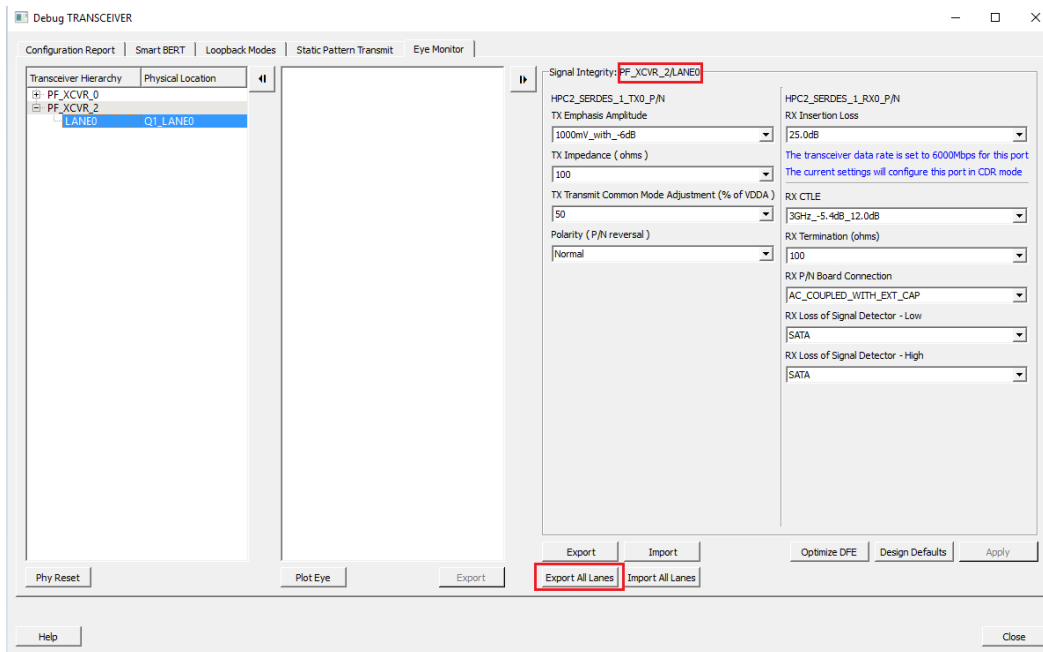 Debug TRANSCEIVER
Configuration Report
Smart BERT
Loopback Modes
Static Pattern Transmit
Eye Monitor
Transceiver Hierarchy
Physical Location
PF_XCVR_0
PF_XCVR_2
LANE0
Q1_LANE0
Phy Reset
Plot Eye
Export
Signal Integrity: PF_XCVR_2/LANE0
HPC2_SERDES_1_TX0_P/N
TX Emphasis Amplitude
1000mV_with_-6dB
TX Impedance ( ohms )
100
TX Transmit Common Mode Adjustment (% of VDDA )
50
Polarity ( P/N reversal )
Normal
HPC2_SERDES_1_RX0_P/N
RX Insertion Loss
25.0dB
The transceiver data rate is set to 6000Mbps for this port
The current settings will configure this port in CDR mode
RX CTLE
3GHz_-5.4dB_12.0dB
RX Termination (ohms)
100
RX P/N Board Connection
AC_COUPLED_WITH_EXT_CAP
RX Loss of Signal Detector - Low
SATA
RX Loss of Signal Detector - High
SATA
Export
Import
Optimize DFE
Design Defaults
Apply
Export All Lanes
Import All Lanes
Help
Close